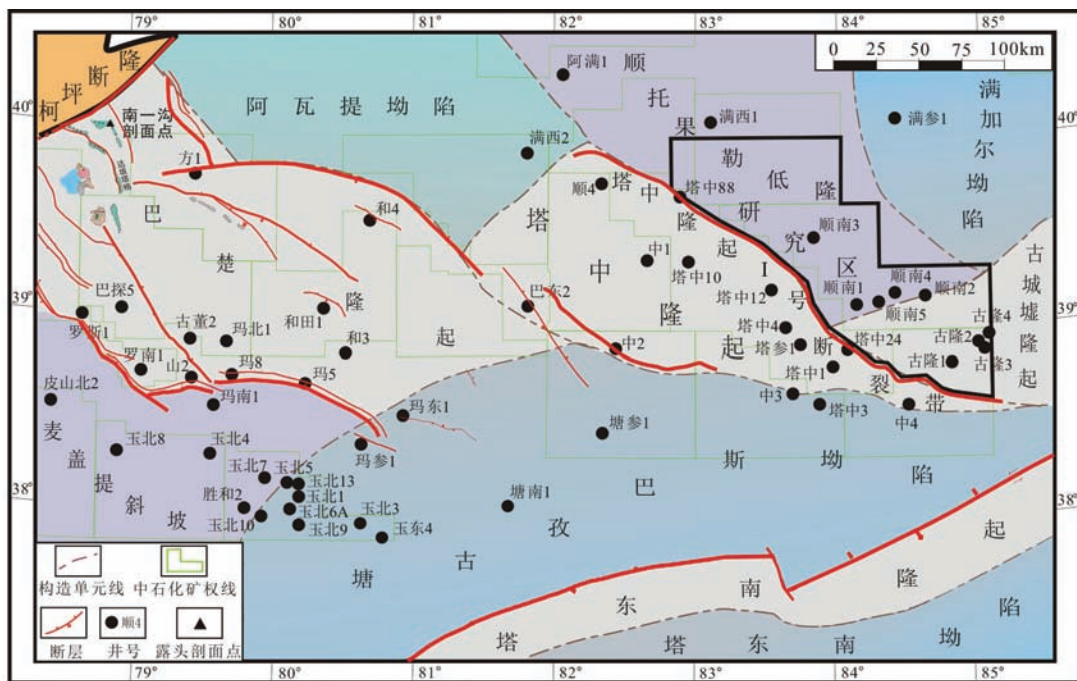 79°
80°
81°
82°
83°
84°
85°
0 25 50 75 100km
40°
39°
38°
40°
39°
38°
79°
80°
81°
82°
83°
84°
85°
柯坪断隆
南一沟
剖面点
阿瓦提坳陷
顺托果勒低隆
满加尔坳陷
研究区
巴楚隆起
塔中隆起
塔中隆起Ⅰ号断裂带
古城墟隆起
麦盖提斜坡
塘古孜巴斯坳陷
塔东南隆起
塔东南坳陷
阿满1
满西1
满参1
满西2
方1
顺4
塔中88
和4
顺南3
中1
塔中10
塔中12
顺南1
顺南4
顺南5
顺南2
巴探5
罗斯1
和田1
巴东2
古董2
玛北1
和3
塔中4
塔参1
塔中24
古隆4
古隆2
古隆3
古隆1
罗南1
山2
玛8
玛5
中2
塔中1
皮山北2
玛南1
玛东1
中3
塔中3
中4
玉北8
玉北4
玛参1
塘参1
玉北7
玉北5
玉北13
胜和2
玉北1
玉北6A
玉北3
塘南1
玉北10
玉北9
玉东4
构造单元线
中石化矿权线
顺4
断层
井号
露头剖面点